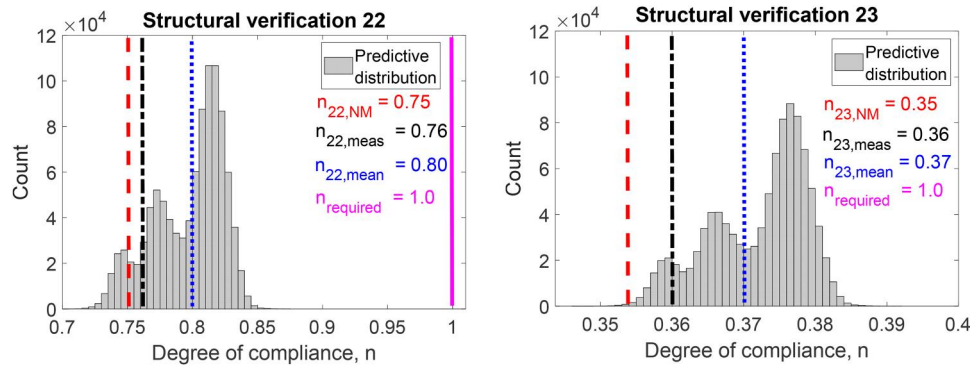 Structural verification 22
×10⁴
12
10
8
6
4
2
0
Count
Predictive
distribution
n22,NM = 0.75
n22,meas = 0.76
n22,mean = 0.80
nrequired = 1.0
0.7 0.75 0.8 0.85 0.9 0.95 1
Degree of compliance, n
Structural verification 23
×10⁴
12
10
8
6
4
2
0
Count
Predictive
distribution
n23,NM = 0.35
n23,meas = 0.36
n23,mean = 0.37
nrequired = 1.0
0.35 0.36 0.37 0.38 0.39 0.4
Degree of compliance, n